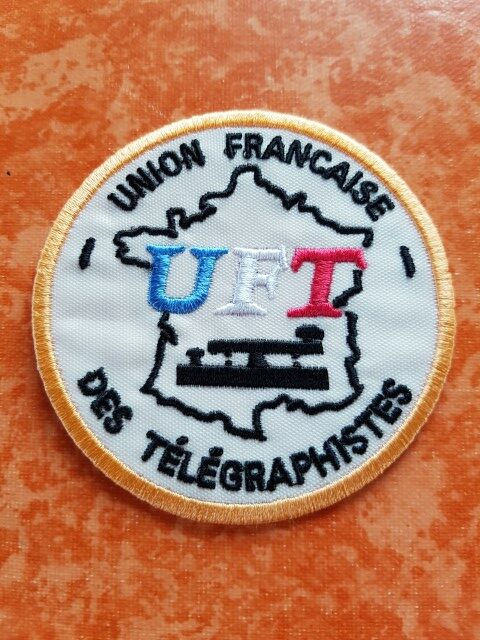 UNION FRANCAISE
UFT
DES TÉLÉGRAPHISTES